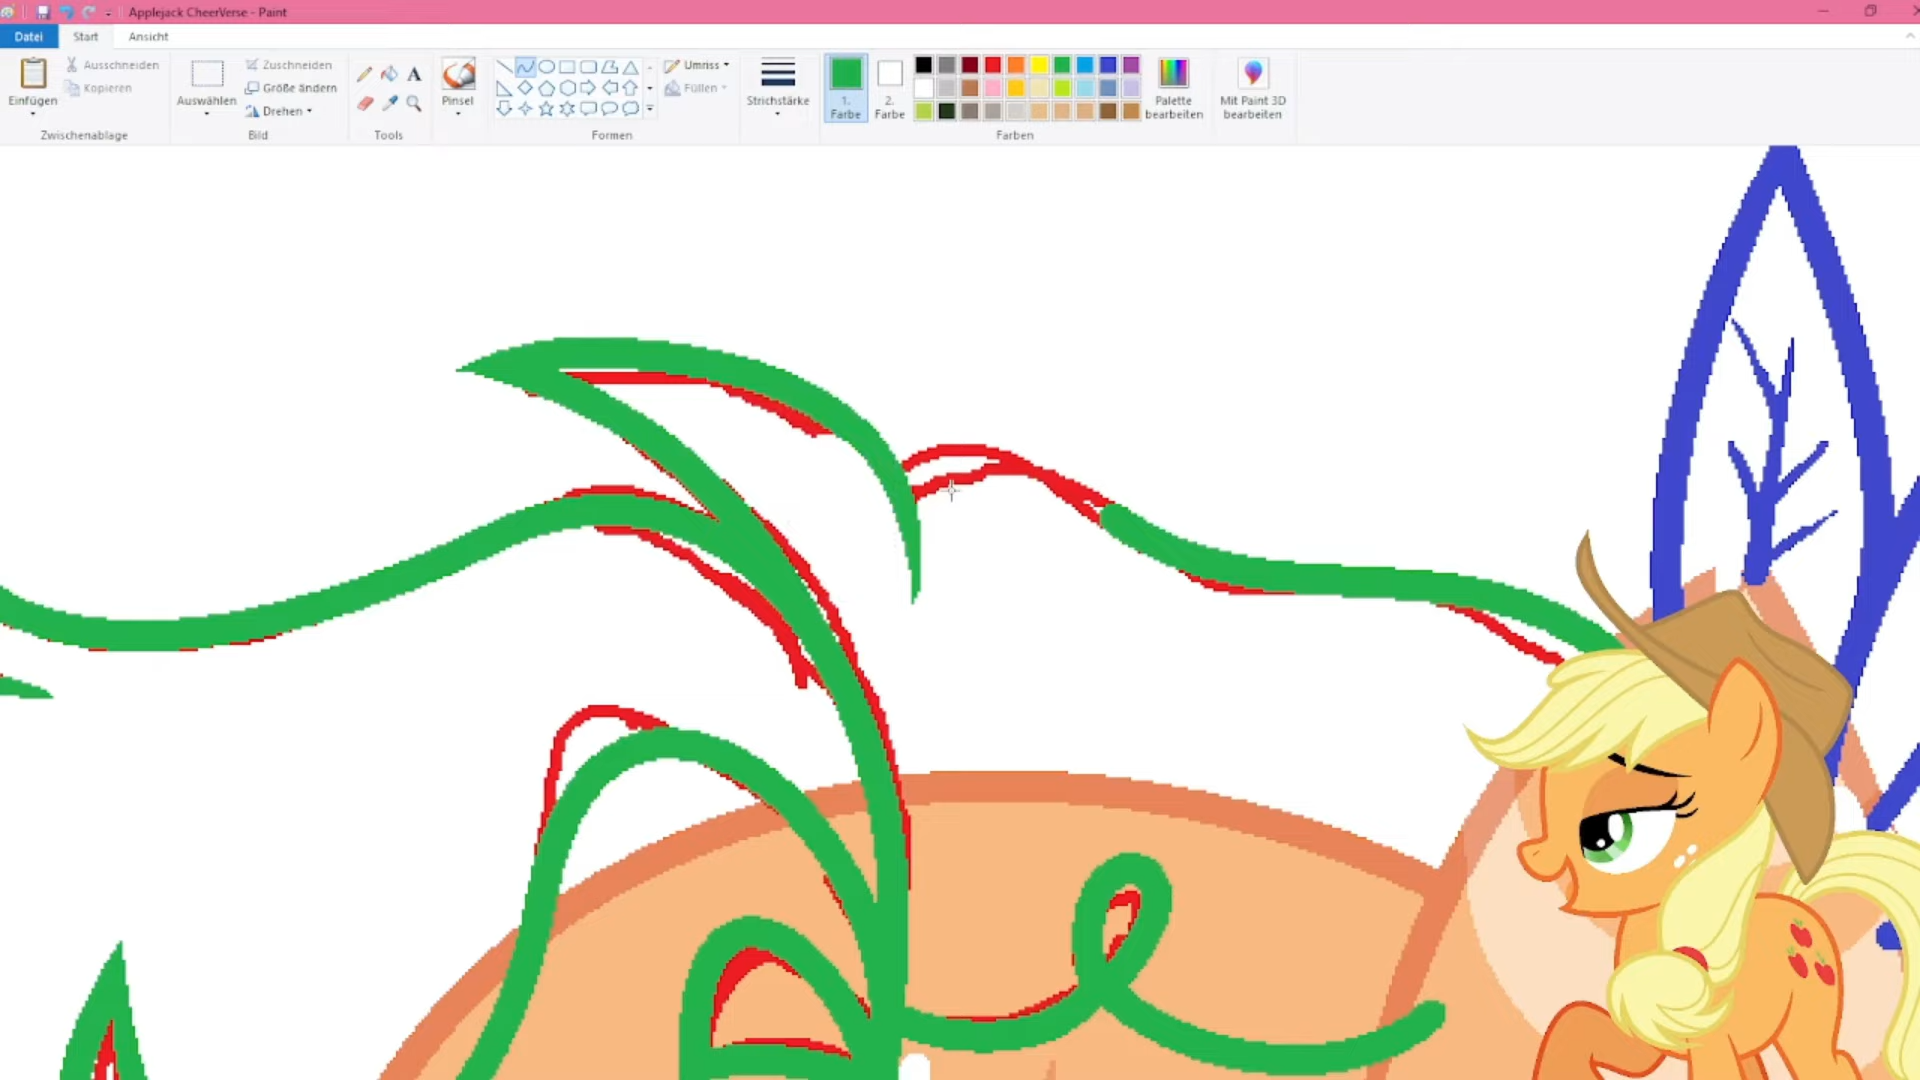 Applejack CheerVerse - Paint
Datei Start Ansicht
Einfügen
Ausschneiden
Kopieren
Zwischenablage
Auswählen
Zuschneiden
Größe ändern
Drehen
Bild
A
Tools
Pinsel
Umriss
Füllen
Formen
Strichstärke
1.
Farbe
2.
Farbe
Palette
bearbeiten
Mit Paint 3D
bearbeiten
Farben